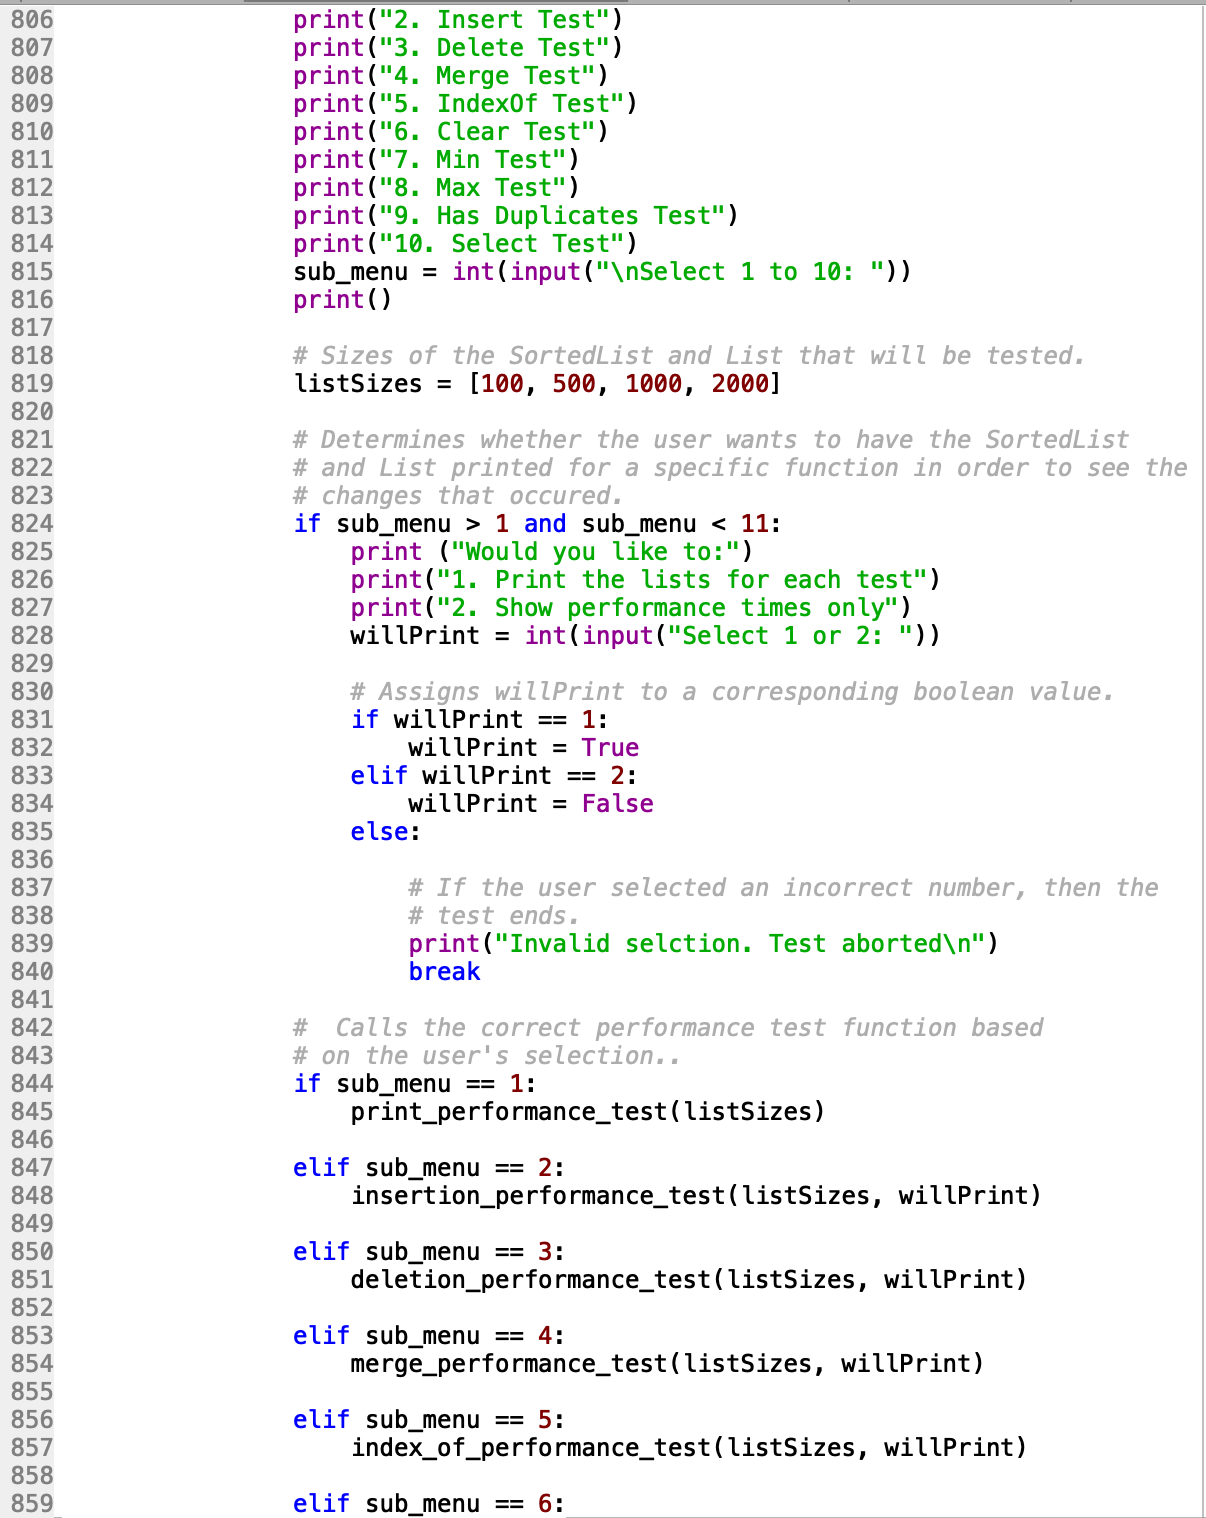 806 print("2. Insert Test")
807 print("3. Delete Test")
808 print("4. Merge Test")
809 print("5. IndexOf Test")
810 print("6. Clear Test")
811 print("7. Min Test")
812 print("8. Max Test")
813 print("9. Has Duplicates Test")
814 print("10. Select Test")
815 sub_menu = int(input("\nSelect 1 to 10: "))
816 print()
817
818 # Sizes of the SortedList and List that will be tested.
819 listSizes = [100, 500, 1000, 2000]
820
821 # Determines whether the user wants to have the SortedList
822 # and List printed for a specific function in order to see the
823 # changes that occured.
824 if sub_menu > 1 and sub_menu < 11:
825 print ("Would you like to:")
826 print("1. Print the lists for each test")
827 print("2. Show performance times only")
828 willPrint = int(input("Select 1 or 2: "))
829
830 # Assigns willPrint to a corresponding boolean value.
831 if willPrint == 1:
832 willPrint = True
833 elif willPrint == 2:
834 willPrint = False
835 else:
836
837 # If the user selected an incorrect number, then the
838 # test ends.
839 print("Invalid selction. Test aborted\n")
840 break
841
842 #  Calls the correct performance test function based
843 # on the user's selection..
844 if sub_menu == 1:
845 print_performance_test(listSizes)
846
847 elif sub_menu == 2:
848 insertion_performance_test(listSizes, willPrint)
849
850 elif sub_menu == 3:
851 deletion_performance_test(listSizes, willPrint)
852
853 elif sub_menu == 4:
854 merge_performance_test(listSizes, willPrint)
855
856 elif sub_menu == 5:
857 index_of_performance_test(listSizes, willPrint)
858
859 elif sub_menu == 6: